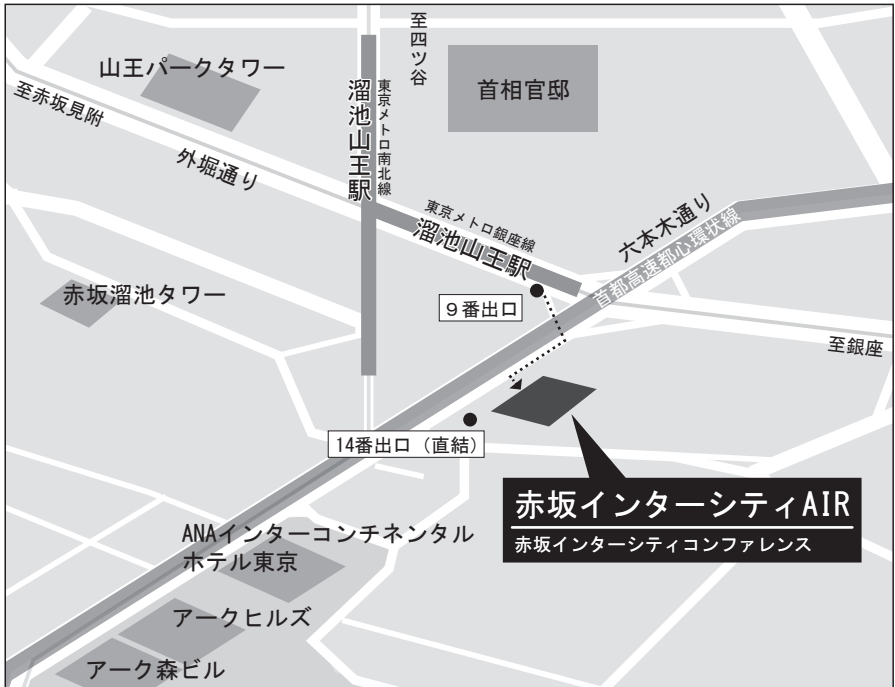 至四ツ谷
山王パークタワー
首相官邸
至赤坂見附
東京メトロ南北線
溜池山王駅
外堀通り
東京メトロ銀座線
溜池山王駅
六本木通り
首都高速都心環状線
赤坂溜池タワー
9番出口
至銀座
14番出口（直結）
赤坂インターシティAIR
赤坂インターシティコンファレンス
ANAインターコンチネンタル
ホテル東京
アークヒルズ
アーク森ビル